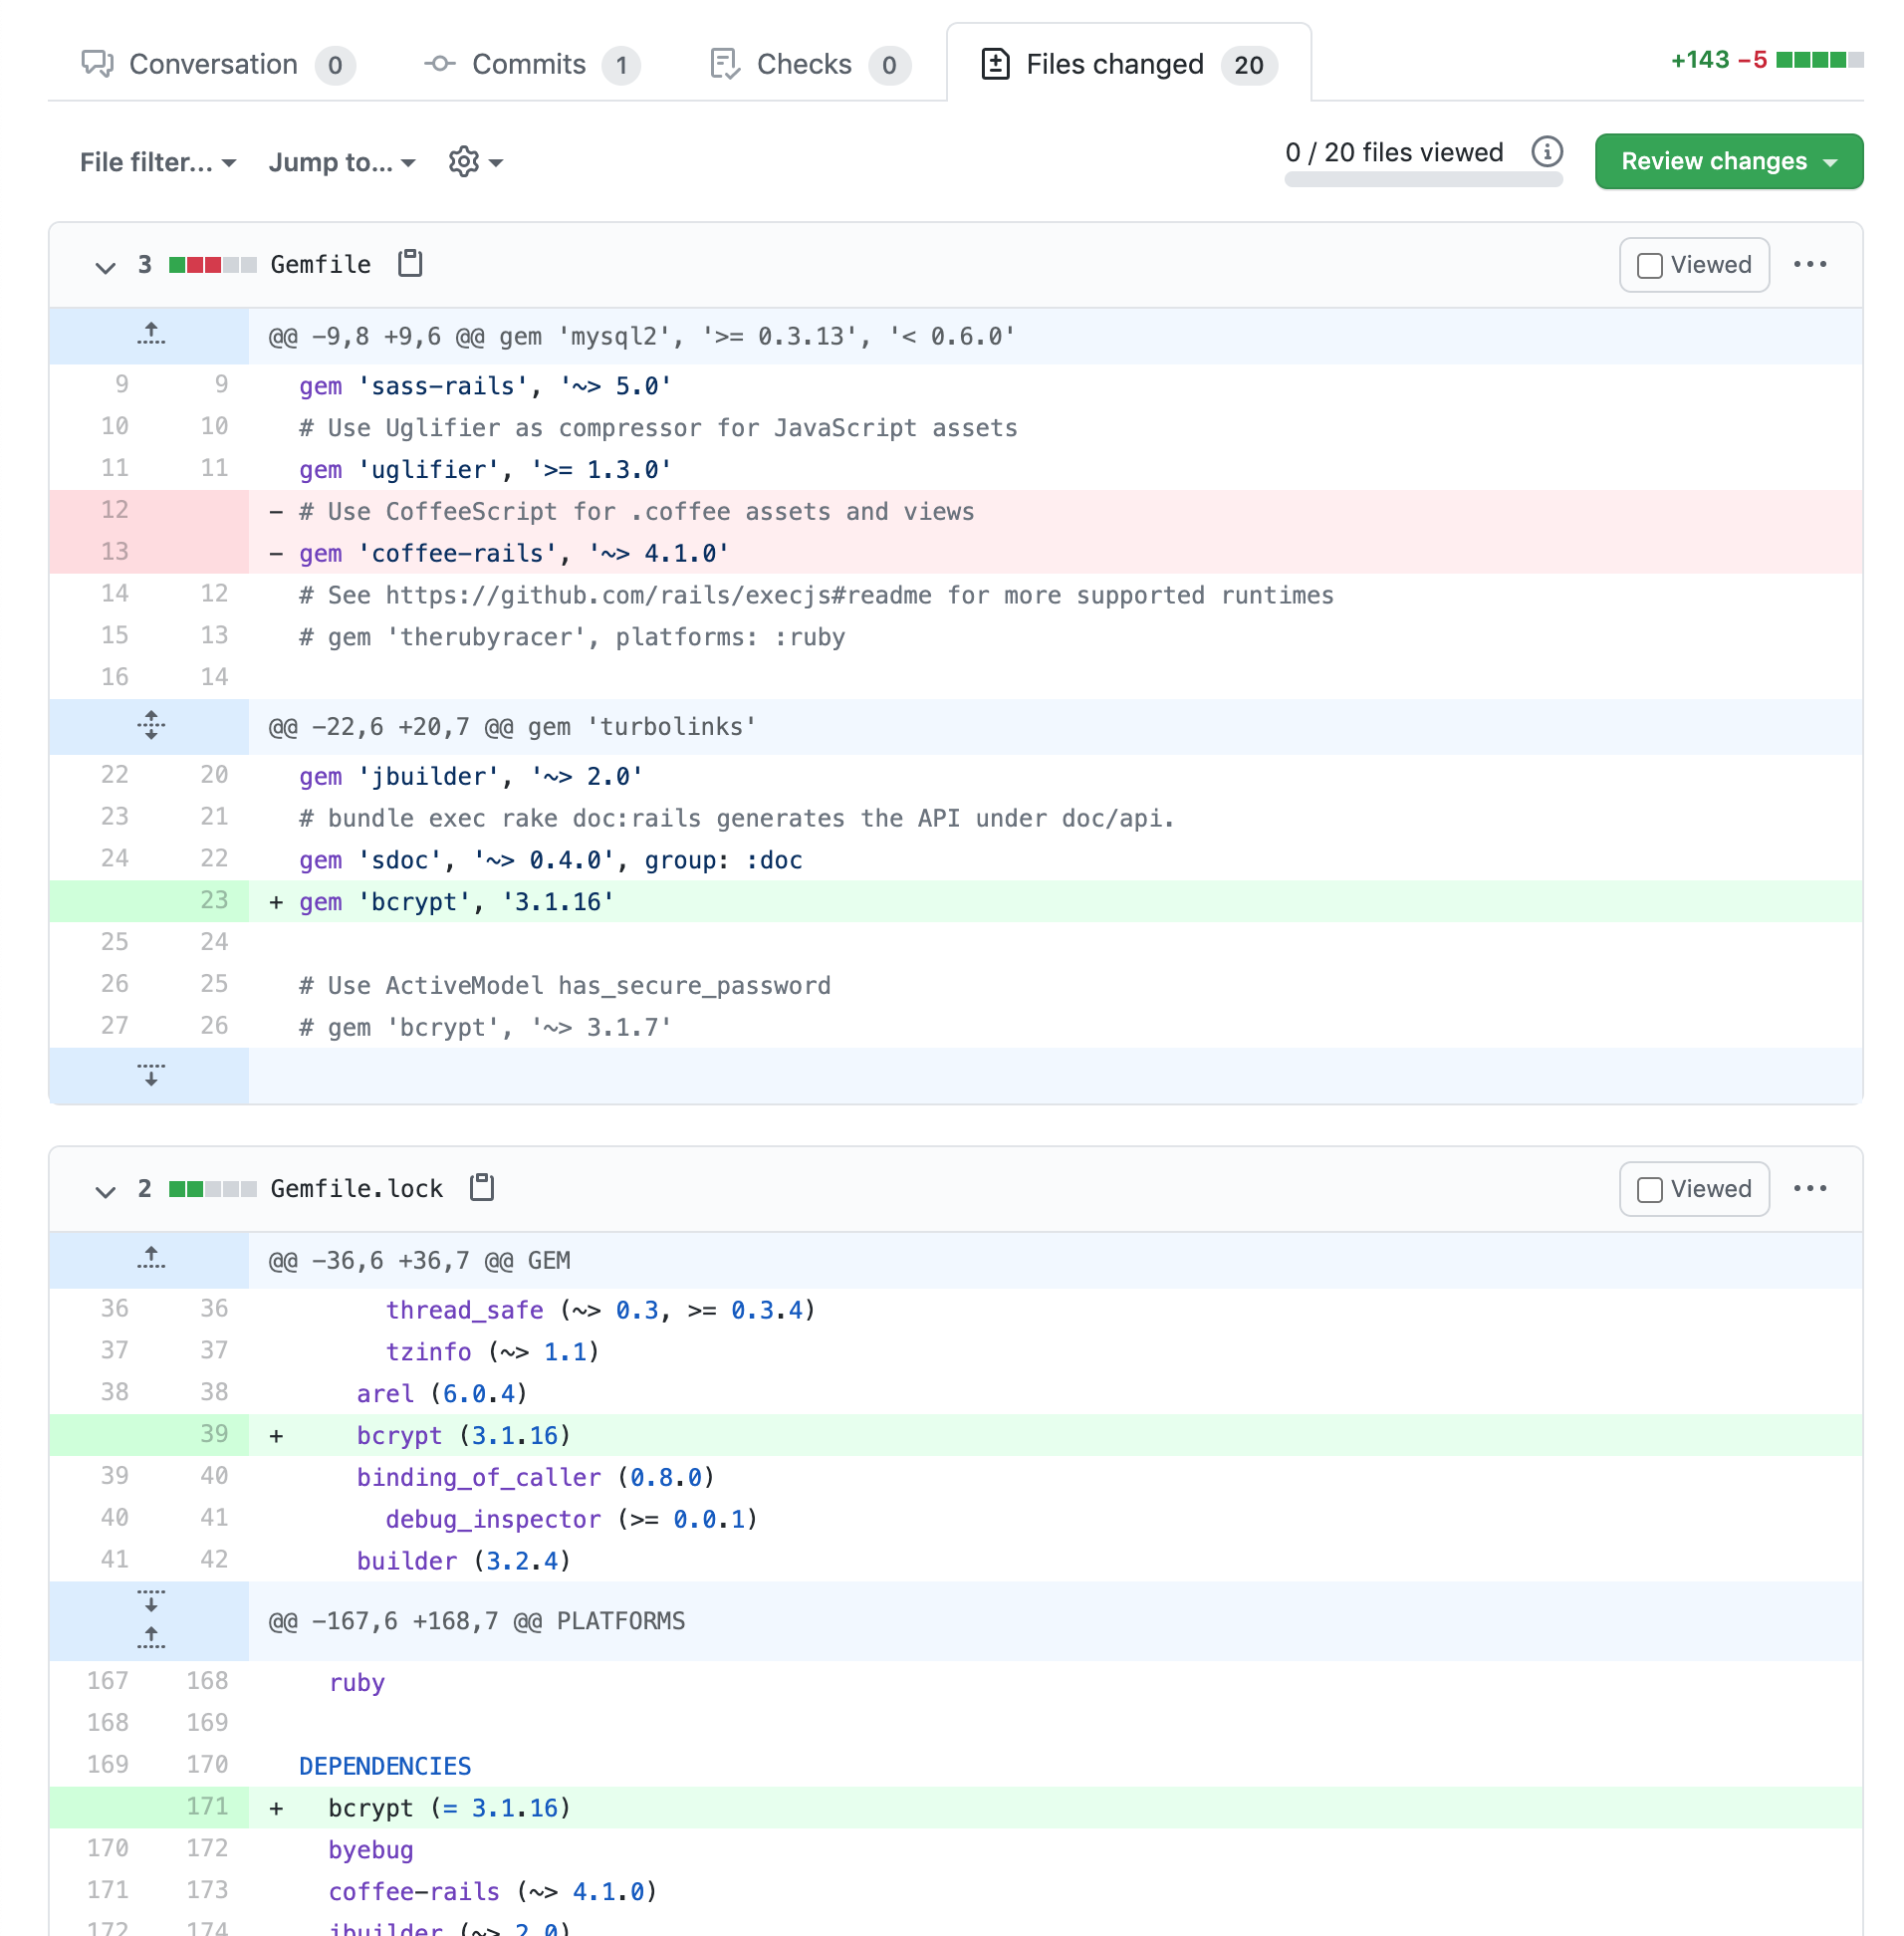 Conversation 0 Commits 1 Checks 0 Files changed 20 +143 −5
File filter... Jump to... 0 / 20 files viewed Review changes
3 Gemfile Viewed
@@ -9,8 +9,6 @@ gem 'mysql2', '>= 0.3.13', '< 0.6.0'
9 9 gem 'sass-rails', '~> 5.0'
10 10 # Use Uglifier as compressor for JavaScript assets
11 11 gem 'uglifier', '>= 1.3.0'
12 - # Use CoffeeScript for .coffee assets and views
13 - gem 'coffee-rails', '~> 4.1.0'
14 12 # See https://github.com/rails/execjs#readme for more supported runtimes
15 13 # gem 'therubyracer', platforms: :ruby
16 14
@@ -22,6 +20,7 @@ gem 'turbolinks'
22 20 gem 'jbuilder', '~> 2.0'
23 21 # bundle exec rake doc:rails generates the API under doc/api.
24 22 gem 'sdoc', '~> 0.4.0', group: :doc
23 + gem 'bcrypt', '3.1.16'
25 24
26 25 # Use ActiveModel has_secure_password
27 26 # gem 'bcrypt', '~> 3.1.7'
2 Gemfile.lock Viewed
@@ -36,6 +36,7 @@ GEM
36 36 thread_safe (~> 0.3, >= 0.3.4)
37 37 tzinfo (~> 1.1)
38 38 arel (6.0.4)
39 + bcrypt (3.1.16)
39 40 binding_of_caller (0.8.0)
40 41 debug_inspector (>= 0.0.1)
41 42 builder (3.2.4)
@@ -167,6 +168,7 @@ PLATFORMS
167 168 ruby
168 169
169 170 DEPENDENCIES
171 + bcrypt (= 3.1.16)
170 172 byebug
171 173 coffee-rails (~> 4.1.0)
172 174 jbuilder (~> 2.0)